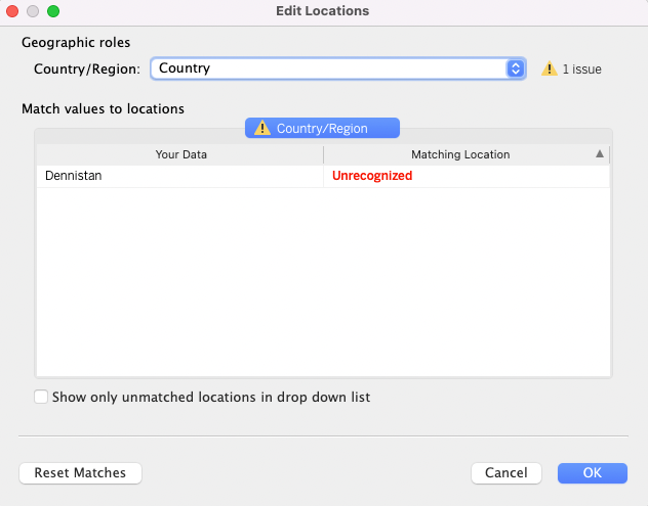 Edit Locations
Geographic roles
Country/Region: Country 1 issue
Match values to locations
Country/Region
Your Data Matching Location
Dennistan Unrecognized
Show only unmatched locations in drop down list
Reset Matches Cancel OK